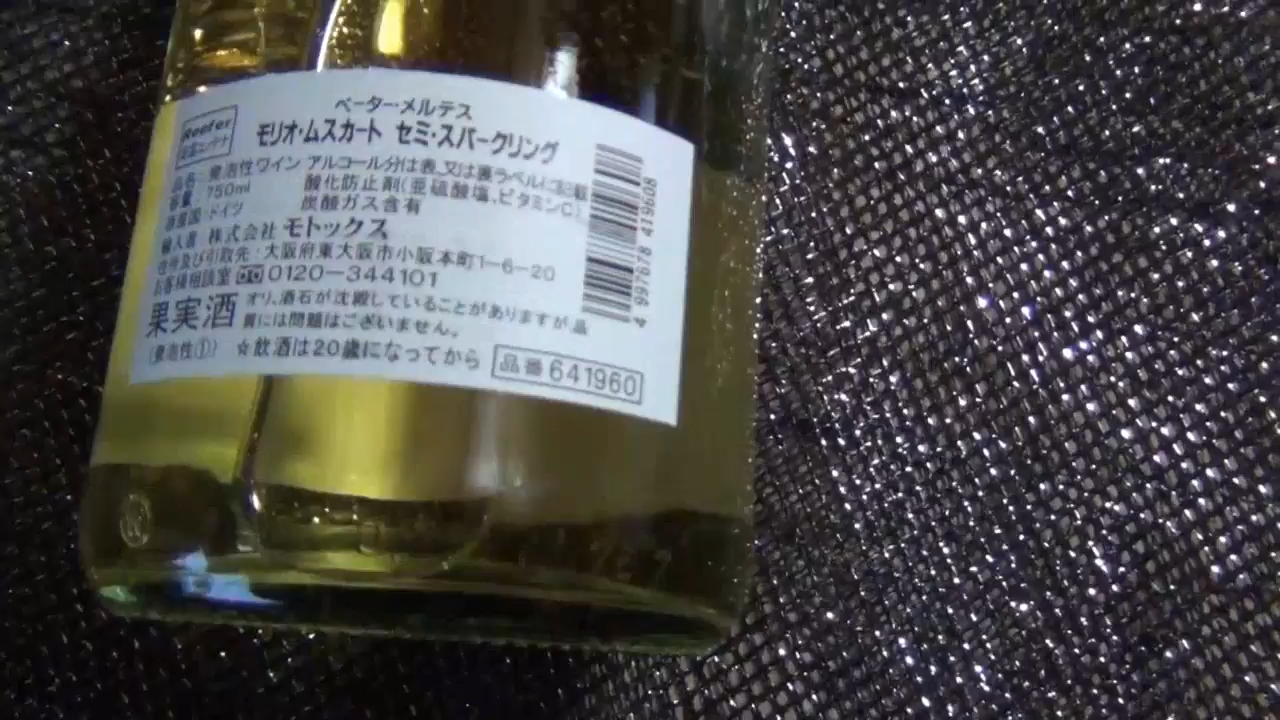 Reefer
定温コンテナ
ペーター・メルテス
モリオ・ムスカート セミ・スパークリング
品名:発泡性ワイン アルコール分は表、又は裏ラベルに記載
容量:750ml 酸化防止剤(亜硫酸塩、ビタミンC)、
原産国:ドイツ 炭酸ガス含有
輸入者 株式会社 モトックス
住所及び引取先:大阪府東大阪市小阪本町1-6-20
お客様相談室 0120-344101
果実酒 オリ、酒石が沈殿していることがありますが、品
質には問題はございません。
(発泡性①) ☆飲酒は20歳になってから 品番641960
4 997678 419608